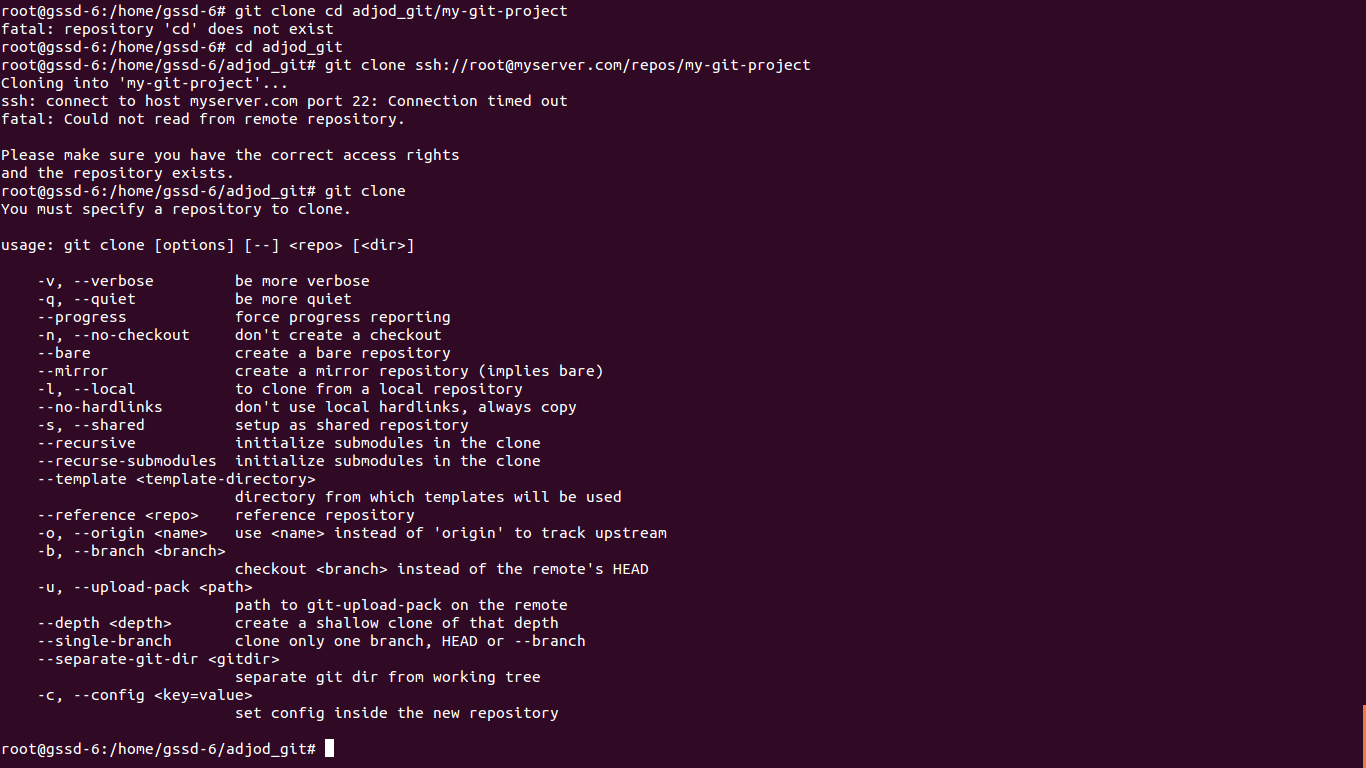 root@gssd-6:/home/gssd-6# git clone cd adjod_git/my-git-project
fatal: repository 'cd' does not exist
root@gssd-6:/home/gssd-6# cd adjod_git
root@gssd-6:/home/gssd-6/adjod_git# git clone ssh://root@myserver.com/repos/my-git-project
Cloning into 'my-git-project'...
ssh: connect to host myserver.com port 22: Connection timed out
fatal: Could not read from remote repository.

Please make sure you have the correct access rights
and the repository exists.
root@gssd-6:/home/gssd-6/adjod_git# git clone
You must specify a repository to clone.

usage: git clone [options] [--] <repo> [<dir>]

    -v, --verbose         be more verbose
    -q, --quiet           be more quiet
    --progress            force progress reporting
    -n, --no-checkout     don't create a checkout
    --bare                create a bare repository
    --mirror              create a mirror repository (implies bare)
    -l, --local           to clone from a local repository
    --no-hardlinks        don't use local hardlinks, always copy
    -s, --shared          setup as shared repository
    --recursive           initialize submodules in the clone
    --recurse-submodules  initialize submodules in the clone
    --template <template-directory>
                          directory from which templates will be used
    --reference <repo>    reference repository
    -o, --origin <name>   use <name> instead of 'origin' to track upstream
    -b, --branch <branch>
                          checkout <branch> instead of the remote's HEAD
    -u, --upload-pack <path>
                          path to git-upload-pack on the remote
    --depth <depth>       create a shallow clone of that depth
    --single-branch       clone only one branch, HEAD or --branch
    --separate-git-dir <gitdir>
                          separate git dir from working tree
    -c, --config <key=value>
                          set config inside the new repository

root@gssd-6:/home/gssd-6/adjod_git#